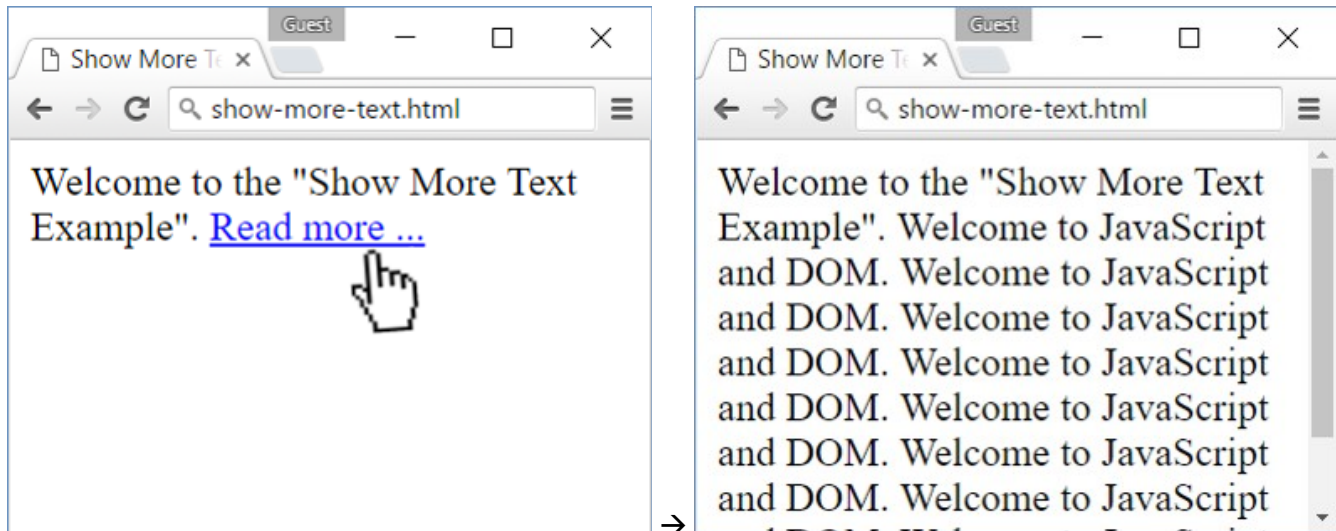 Guest
Show More Te
show-more-text.html
Welcome to the "Show More Text
Example". Read more ...
→
Guest
Show More Te
show-more-text.html
Welcome to the "Show More Text
Example". Welcome to JavaScript
and DOM. Welcome to JavaScript
and DOM. Welcome to JavaScript
and DOM. Welcome to JavaScript
and DOM. Welcome to JavaScript
and DOM. Welcome to JavaScript
and DOM. Welcome to JavaScript